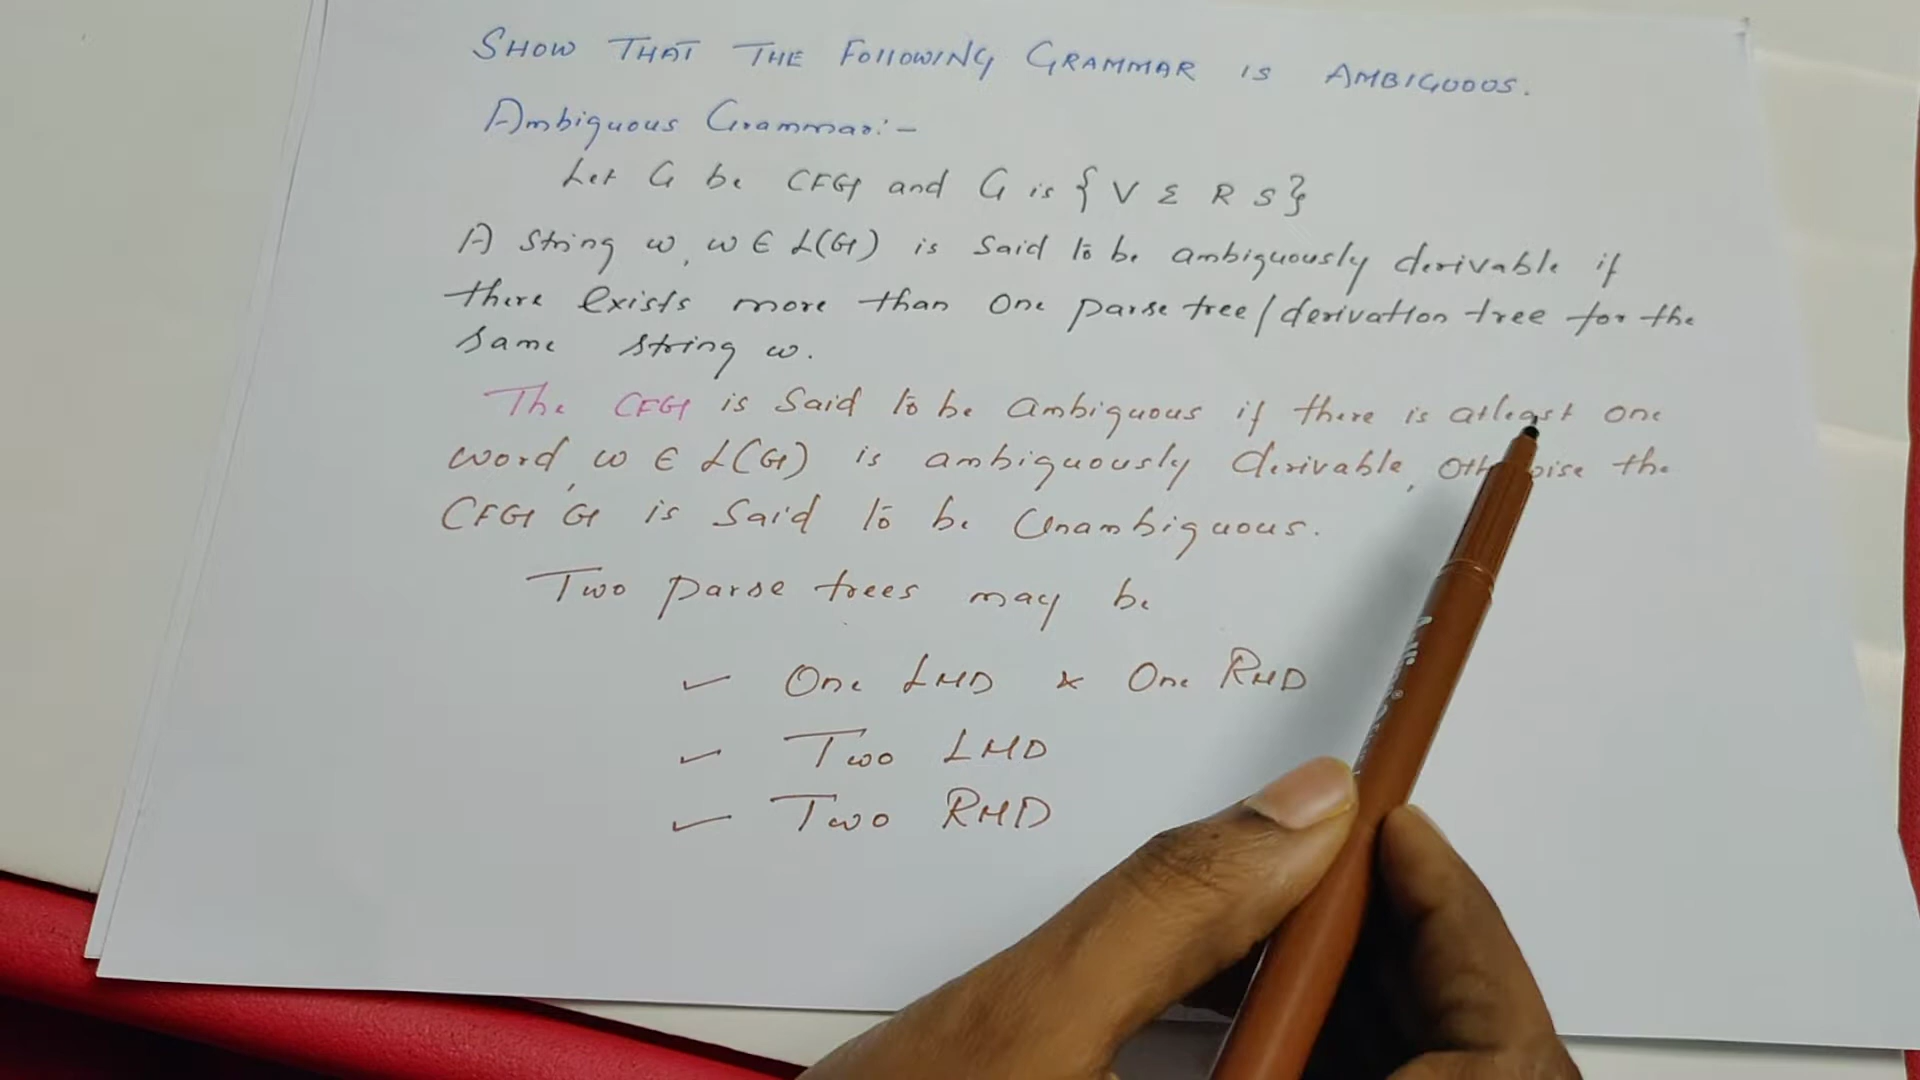 SHOW THAT THE FOLLOWING GRAMMAR IS AMBIGUOUS.
Ambiguous Grammar:-
Let G be CFG and G is { V Σ R S}
A string w, w ∈ L(G) is said to be ambiguously derivable if
there exists more than one parse tree/derivation tree for the
same string w.
The CFG is said to be ambiguous if there is atleast one
word, w ∈ L(G) is ambiguously derivable, the
CFG G is said to be Unambiguous.
Two parse trees may be
✓ One LMD & One RMD
✓ Two LMD
✓ Two RMD